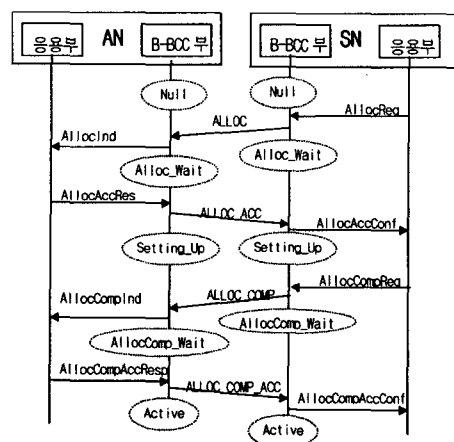 AN SN
응용부 B-BCC 부 B-BCC 부 응용부
Null Null
AllocReq
ALLOC
AllocInd
Alloc_Wait Alloc_Wait
AllocAccRes
ALLOC_ACC
AllocAccConf
Setting_Up Setting_Up
AllocCompReq
ALLOC_COMP
AllocCompInd
AllocComp_Wait AllocComp_Wait
AllocCompAccResp
ALLOC_COMP_ACC
AllocCompAccConf
Active Active